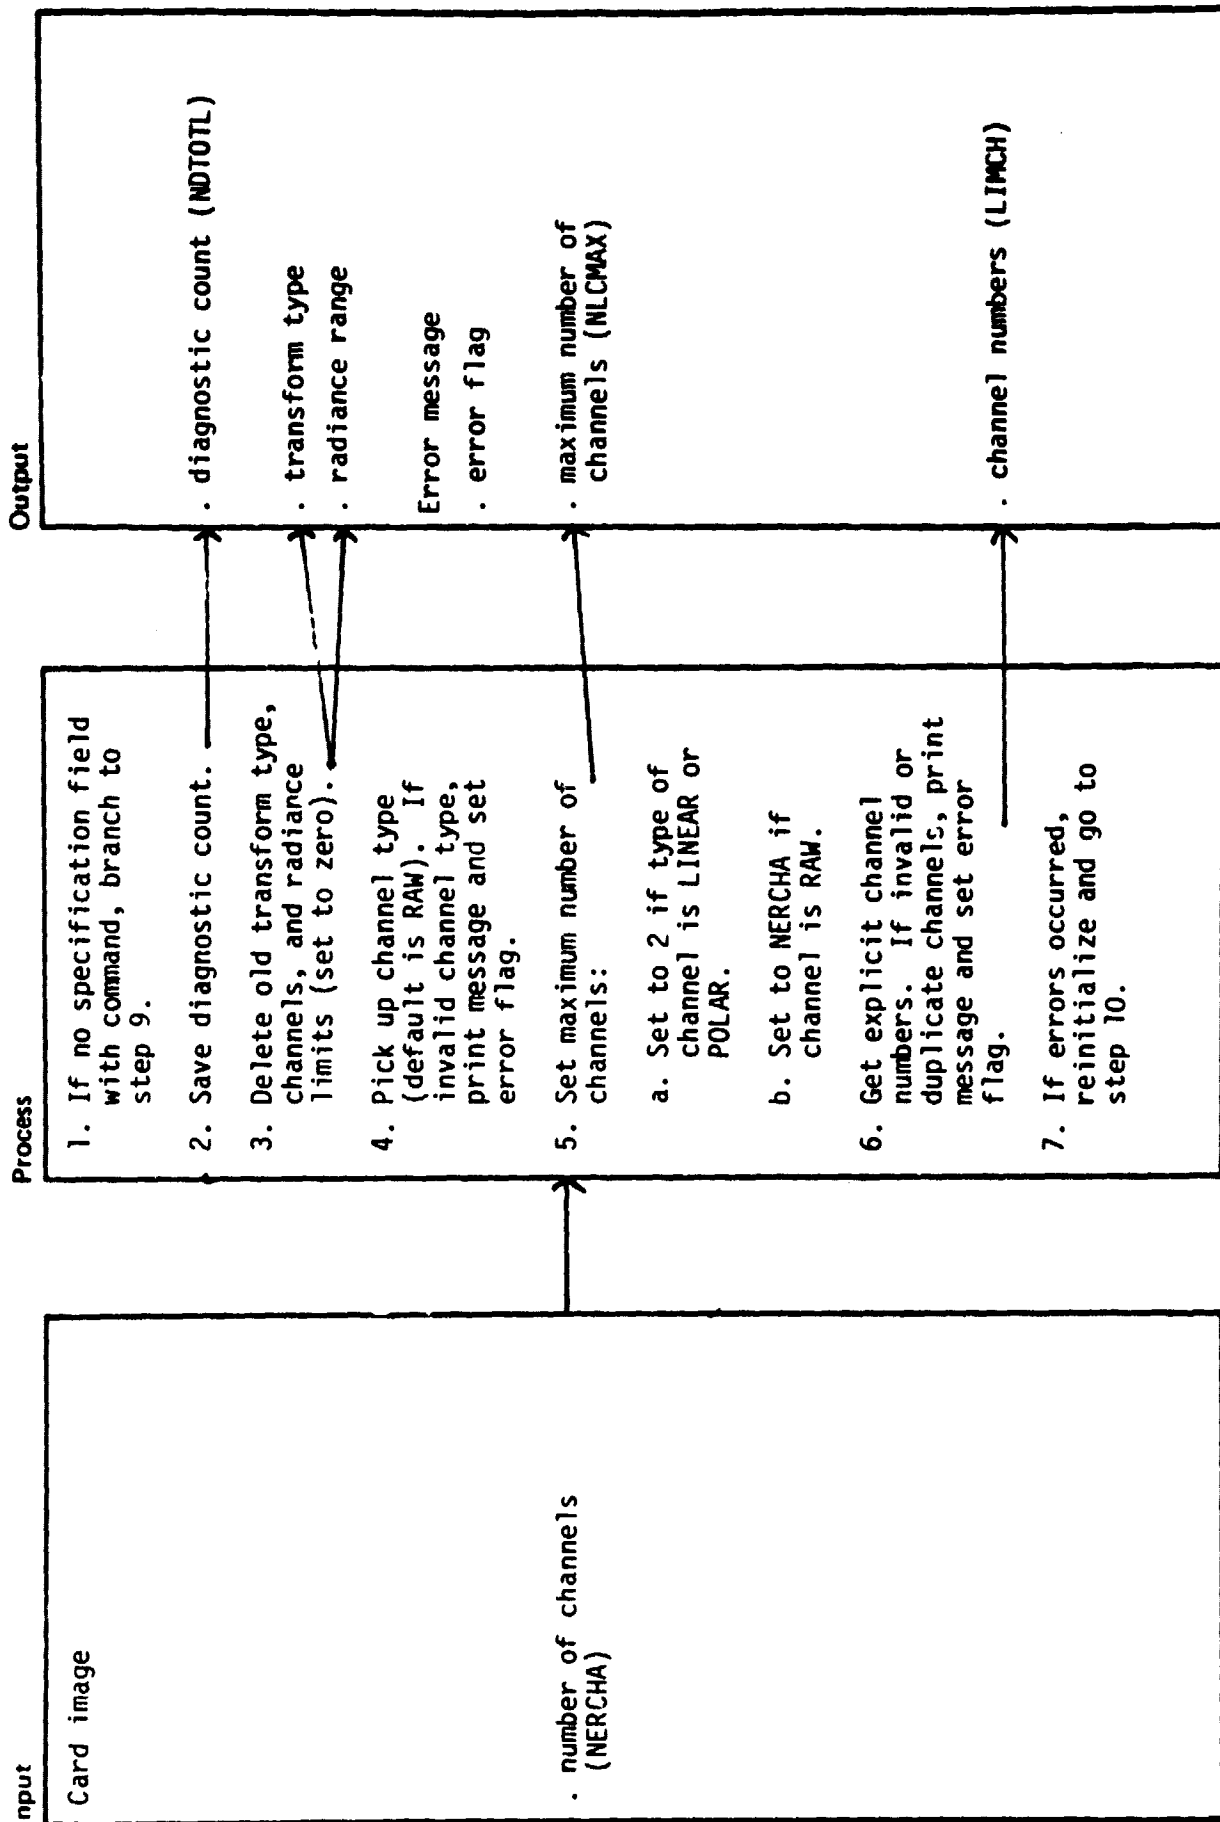 nput
Card image
. number of channels
(NERCHA)
Process
1. If no specification field
with command, branch to
step 9.
2. Save diagnostic count.
3. Delete old transform type,
channels, and radiance
limits (set to zero).
4. Pick up channel type
(default is RAW). If
invalid channel type,
print message and set
error flag.
5. Set maximum number of
channels:
a. Set to 2 if type of
channel is LINEAR or
POLAR.
b. Set to NERCHA if
channel is RAW.
6. Get explicit channel
numbers. If invalid or
duplicate channels, print
message and set error
flag.
7. If errors occurred,
reinitialize and go to
step 10.
Output
. diagnostic count (NDTOTL)
. transform type
. radiance range
Error message
. error flag
. maximum number of
channels (NLCMAX)
. channel numbers (LIMCH)